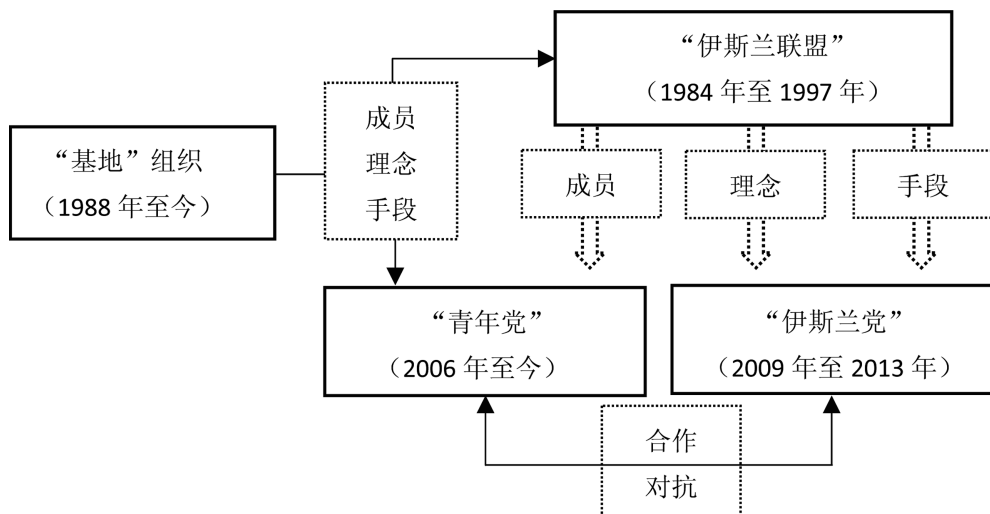 “伊斯兰联盟”
（1984 年至 1997 年）
“基地”组织
（1988 年至今）
成员
理念
手段
成员
理念
手段
“青年党”
（2006 年至今）
“伊斯兰党”
（2009 年至 2013 年）
合作
对抗